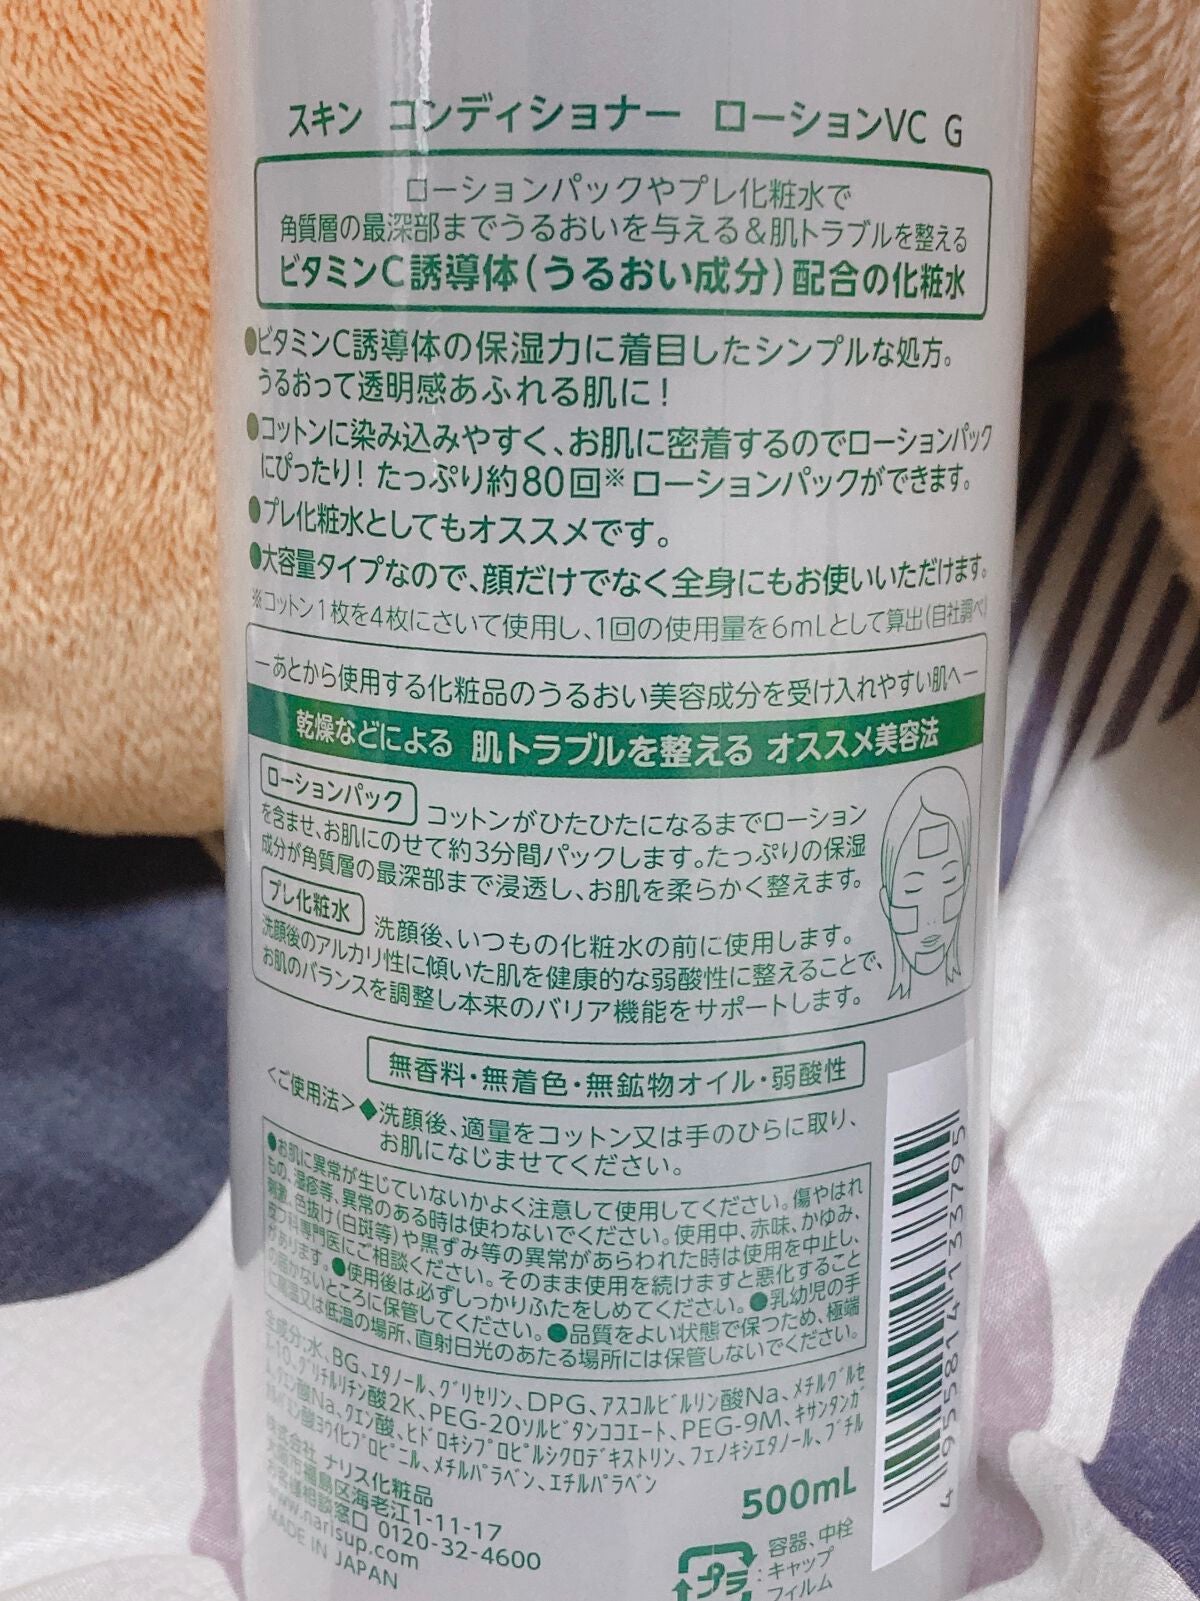 スキン コンディショナー ローションVC G
ローションパックやプレ化粧水で
角質層の最深部までうるおいを与える&肌トラブルを整える
ビタミンC誘導体(うるおい成分)配合の化粧水
●ビタミンC誘導体の保湿力に着目したシンプルな処方。
うるおって透明感あふれる肌に!
●コットンに染み込みやすく、お肌に密着するのでローションパック
にぴったり! たっぷり約80回※ローションパックができます。
●プレ化粧水としてもオススメです。
●大容量タイプなので、顔だけでなく全身にもお使いいただけます。
※コットン1枚を4枚にさいて使用し、1回の使用量を6mLとして算出(自社調べ)
―あとから使用する化粧品のうるおい美容成分を受け入れやすい肌へ―
乾燥などによる 肌トラブルを整える オススメ美容法
ローションパック コットンがひたひたになるまでローション
を含ませ、お肌にのせて約3分間パックします。たっぷりの保湿
成分が角質層の最深部まで浸透し、お肌を柔らかく整えます。
プレ化粧水 洗顔後、いつもの化粧水の前に使用します。
洗顔後のアルカリ性に傾いた肌を健康的な弱酸性に整えることで、
お肌のバランスを調整し本来のバリア機能をサポートします。
無香料・無着色・無鉱物オイル・弱酸性
<ご使用法>◆洗顔後、適量をコットン又は手のひらに取り、
お肌になじませてください。
●お肌に異常が生じていないかよく注意して使用してください。傷やはれ
もの、湿疹等、異常のある時は使わないでください。使用中、赤味、かゆみ、
刺激、色抜け(白斑等)や黒ずみ等の異常があらわれた時は使用を中止し、
皮フ科専門医にご相談ください。そのまま使用を続けますと悪化すること
があります。●使用後は必ずしっかりふたをしめてください。●乳幼児の手
の届かないところに保管してください。●品質をよい状態で保つため、極端
に高温又は低温の場所、直射日光のあたる場所には保管しないでください。
全成分:水、BG、エタノール、グリセリン、DPG、アスコルビルリン酸Na、メチルグルセ
ス-10、グリチルリチン酸2K、PEG-20ソルビタンココエート、PEG-9M、キサンタンガ
ム、クエン酸Na、クエン酸、ヒドロキシプロピルシクロデキストリン、フェノキシエタノール、ブチル
カルバミン酸ヨウ化プロピニル、メチルパラベン、エチルパラベン
株式会社 ナリス化粧品
大阪市福島区海老江1-11-17
お客様相談窓口 0120-32-4600
www.narisup.com
MADE IN JAPAN
500mL
プラ
容器、中栓
:キャップ
フィルム
4 955814 133795